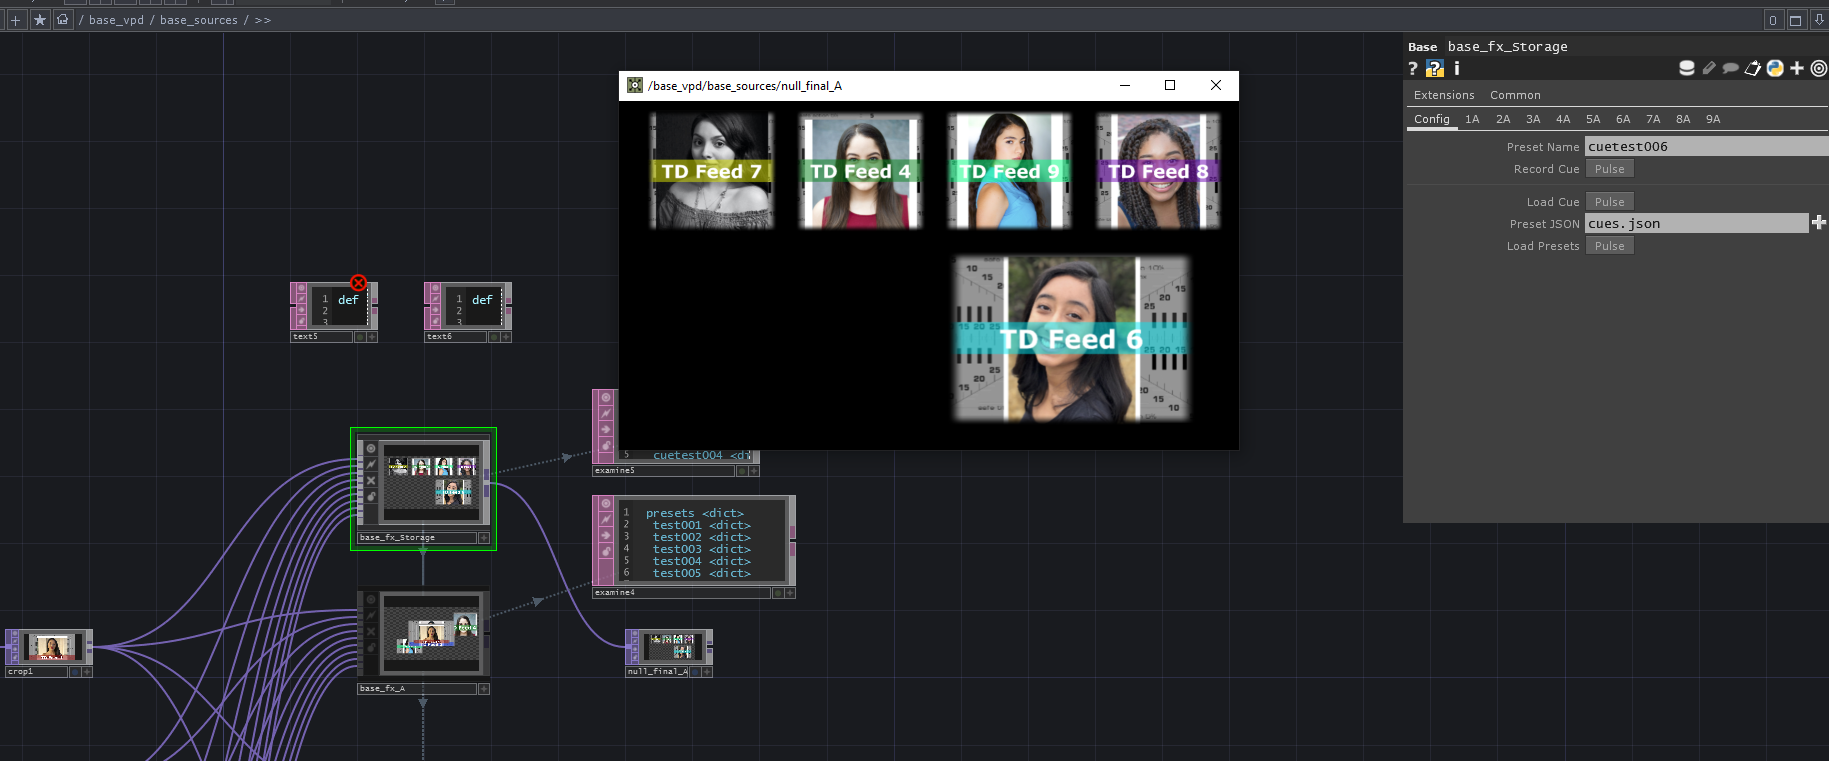 / base_vpd / base_sources / >>
0
Base base_fx_Storage
/base_vpd/base_sources/null_final_A
Extensions Common
Config 1A 2A 3A 4A 5A 6A 7A 8A 9A
Preset Name cuetest006
Record Cue Pulse
Load Cue Pulse
Preset JSON cues.json
Load Presets Pulse
TD Feed 7
TD Feed 4
TD Feed 9
TD Feed 8
TD Feed 6
1 def
2
3
text5
1 def
2
3
text6
5 cuetest004 <di
examine5
base_fx_Storage
1 presets <dict>
2 test001 <dict>
3 test002 <dict>
4 test003 <dict>
5 test004 <dict>
6 test005 <dict>
examine4
crop1
base_fx_A
null_final_A